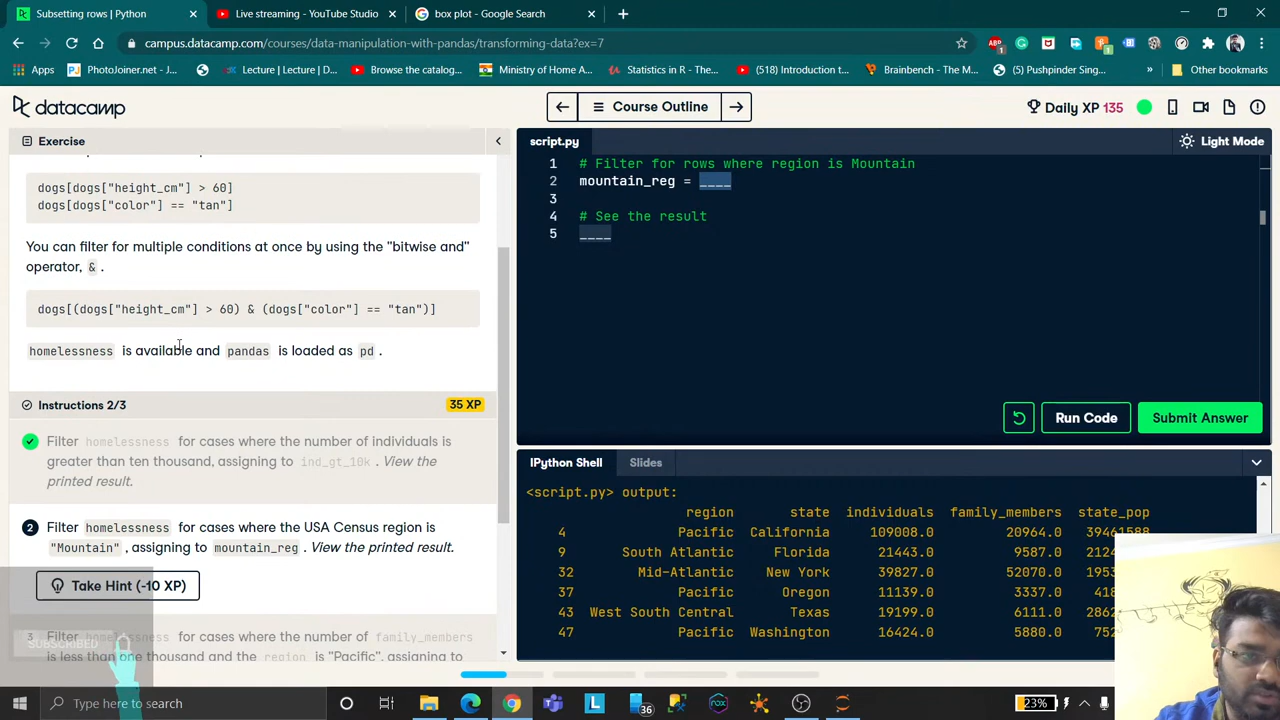 Subsetting rows | Python
Live streaming - YouTube Studio
box plot - Google Search
campus.datacamp.com/courses/data-manipulation-with-pandas/transforming-data?ex=7
Apps
PhotoJoiner.net - J...
Lecture | Lecture | D...
Browse the catalog...
Ministry of Home A...
Statistics in R - The...
(518) Introduction t...
Brainbench - The M...
(5) Pushpinder Sing...
»
Other bookmarks
datacamp
Course Outline
Daily XP 135
Exercise
script.py
Light Mode
dogs[dogs["height_cm"] > 60]
dogs[dogs["color"] == "tan"]
You can filter for multiple conditions at once by using the "bitwise and"
operator, & .
dogs[(dogs["height_cm"] > 60) & (dogs["color"] == "tan")]
homelessness is available and pandas is loaded as pd .
Instructions 2/3
35 XP
Filter homelessness for cases where the number of individuals is
greater than ten thousand, assigning to ind_gt_10k . View the
printed result.
2
Filter homelessness for cases where the USA Census region is
"Mountain" , assigning to mountain_reg . View the printed result.
Take Hint (-10 XP)
3
Filter homelessness for cases where the number of family_members
is less than one thousand and the region is "Pacific", assigning to
SUBSCRIBED
1 # Filter for rows where region is Mountain
2 mountain_reg = ____
3
4 # See the result
5 ____
Run Code
Submit Answer
IPython Shell
Slides
<script.py> output:
region state individuals family_members state_pop
4 Pacific California 109008.0 20964.0 39461588
9 South Atlantic Florida 21443.0 9587.0 2124
32 Mid-Atlantic New York 39827.0 52070.0 1953
37 Pacific Oregon 11139.0 3337.0 418
43 West South Central Texas 19199.0 6111.0 2862
47 Pacific Washington 16424.0 5880.0 752
Type here to search
36
23%